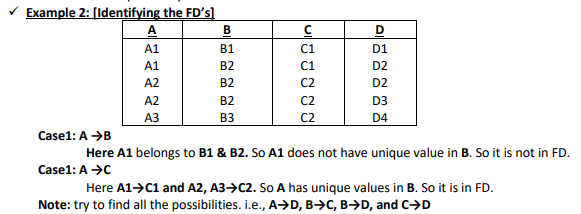 ✓ Example 2: [Identifying the FD's]
A B C D
A1 B1 C1 D1
A1 B2 C1 D2
A2 B2 C2 D2
A2 B2 C2 D3
A3 B3 C2 D4
Case1: A →B
Here A1 belongs to B1 & B2. So A1 does not have unique value in B. So it is not in FD.
Case1: A →C
Here A1→C1 and A2, A3→C2. So A has unique values in B. So it is in FD.
Note: try to find all the possibilities. i.e., A→D, B→C, B→D, and C→D